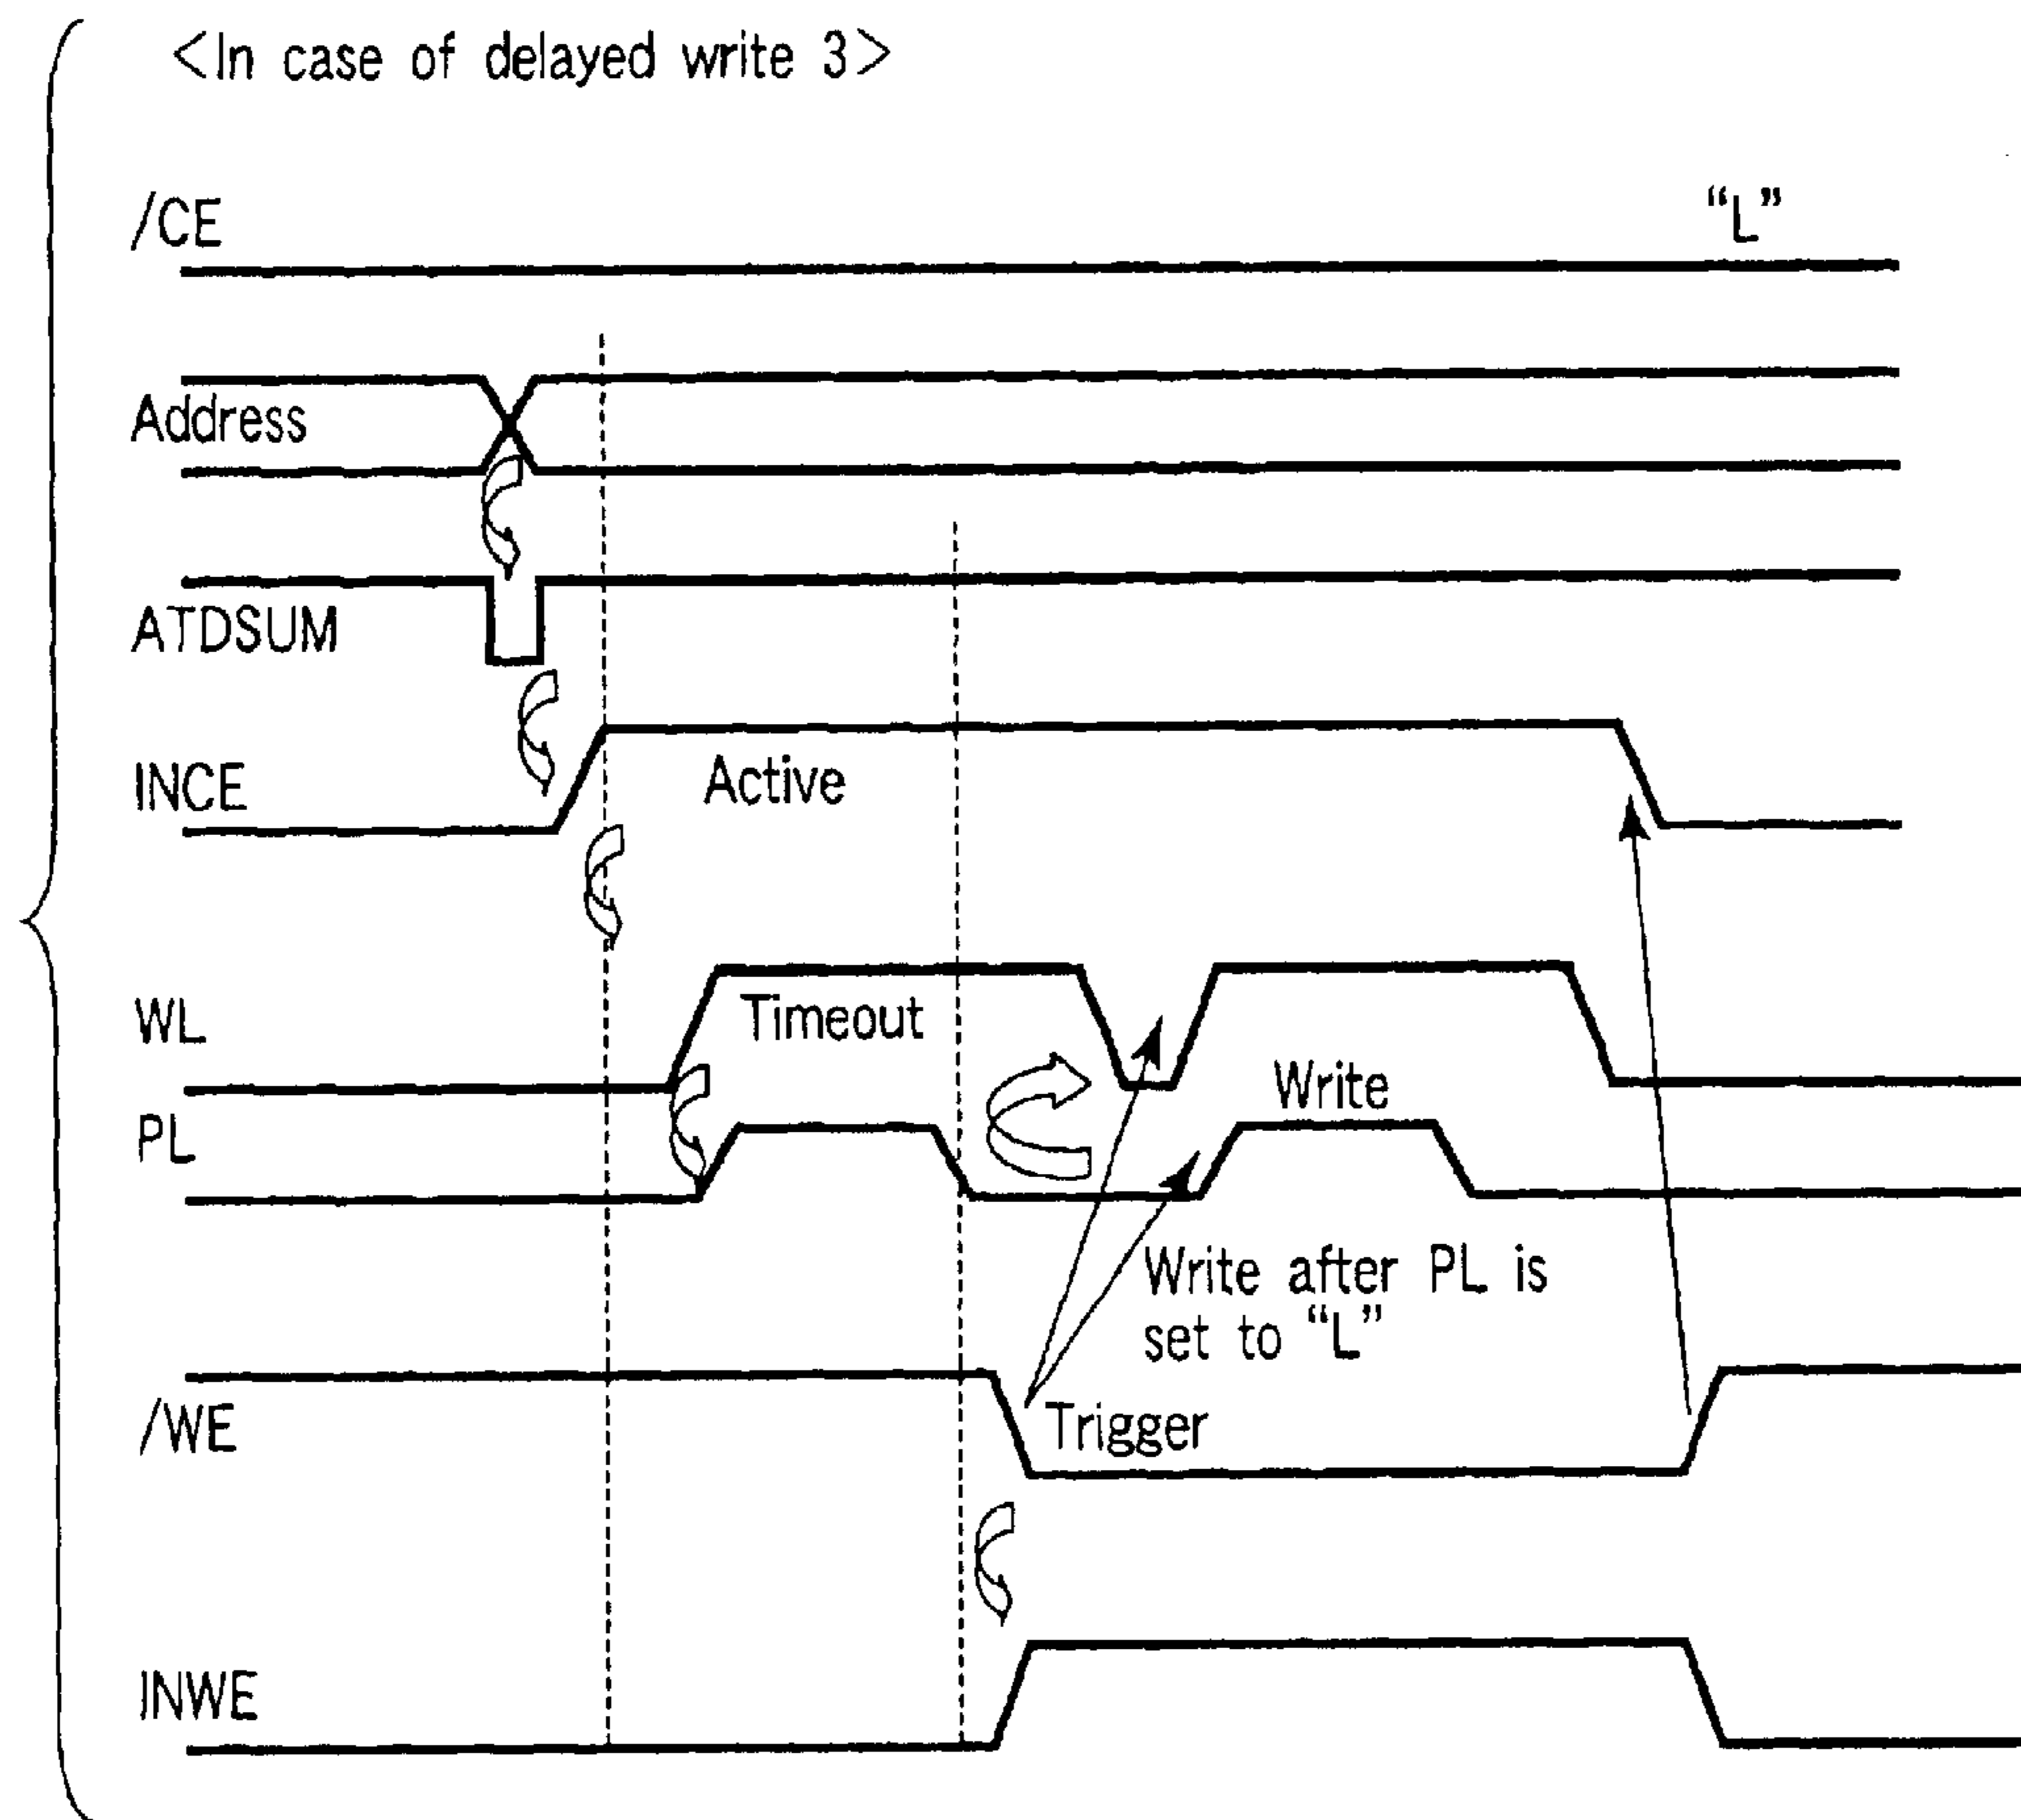 <In case of delayed write 3>
/CE
“L”
Address
ATDSUM
INCE
Active
WL
Timeout
Write
PL
Write after PL is
set to “L”
/WE
Trigger
INWE